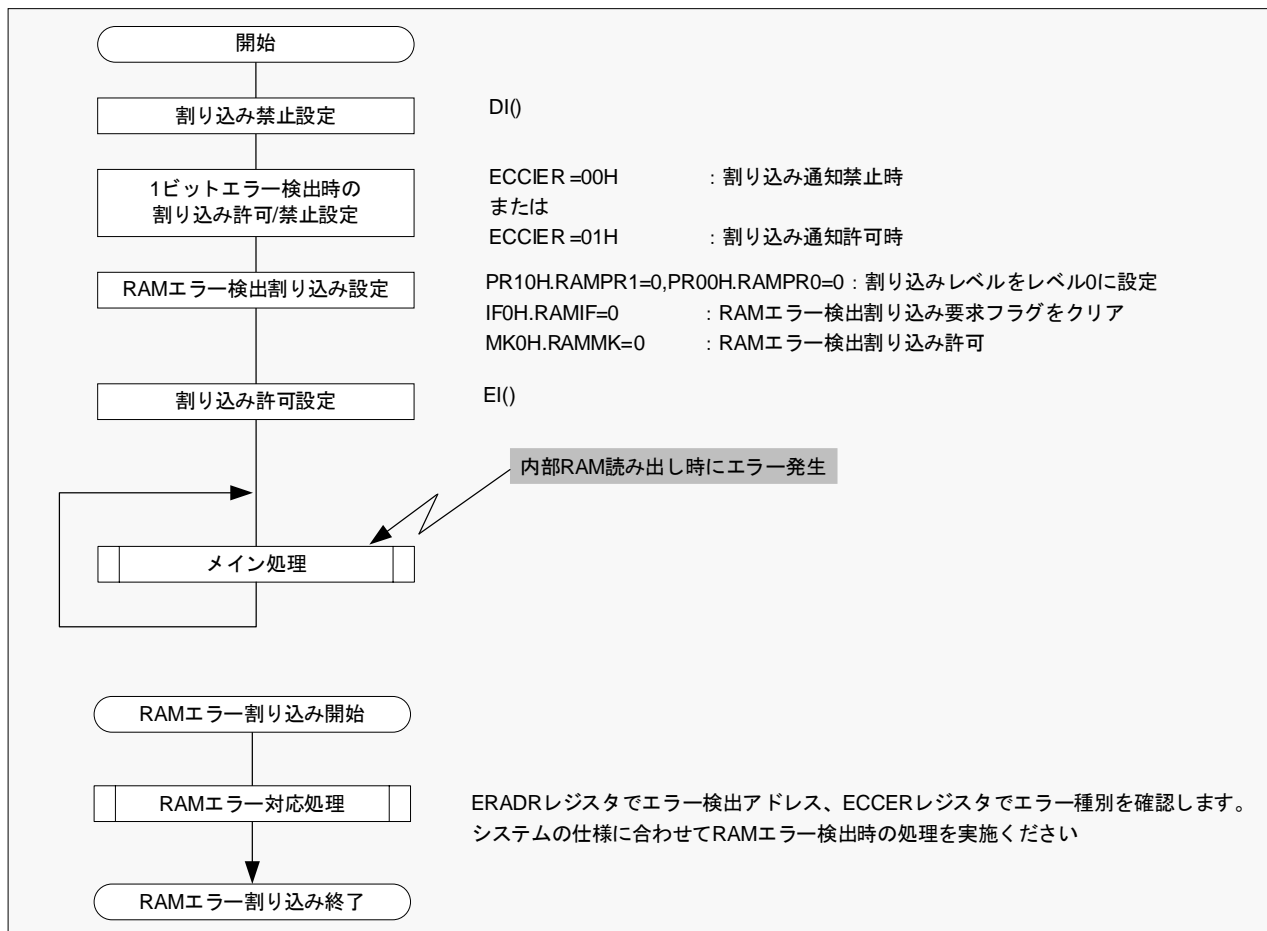 開始
割り込み禁止設定 DI()
1ビットエラー検出時の
割り込み許可/禁止設定
ECCIER =00H : 割り込み通知禁止時
または
ECCIER =01H : 割り込み通知許可時
RAMエラー検出割り込み設定
PR10H.RAMPR1=0,PR00H.RAMPR0=0 : 割り込みレベルをレベル0に設定
IF0H.RAMIF=0 : RAMエラー検出割り込み要求フラグをクリア
MK0H.RAMMK=0 : RAMエラー検出割り込み許可
割り込み許可設定 EI()
内部RAM読み出し時にエラー発生
メイン処理
RAMエラー割り込み開始
RAMエラー対応処理
ERADRレジスタでエラー検出アドレス、ECCERレジスタでエラー種別を確認します。
システムの仕様に合わせてRAMエラー検出時の処理を実施ください
RAMエラー割り込み終了